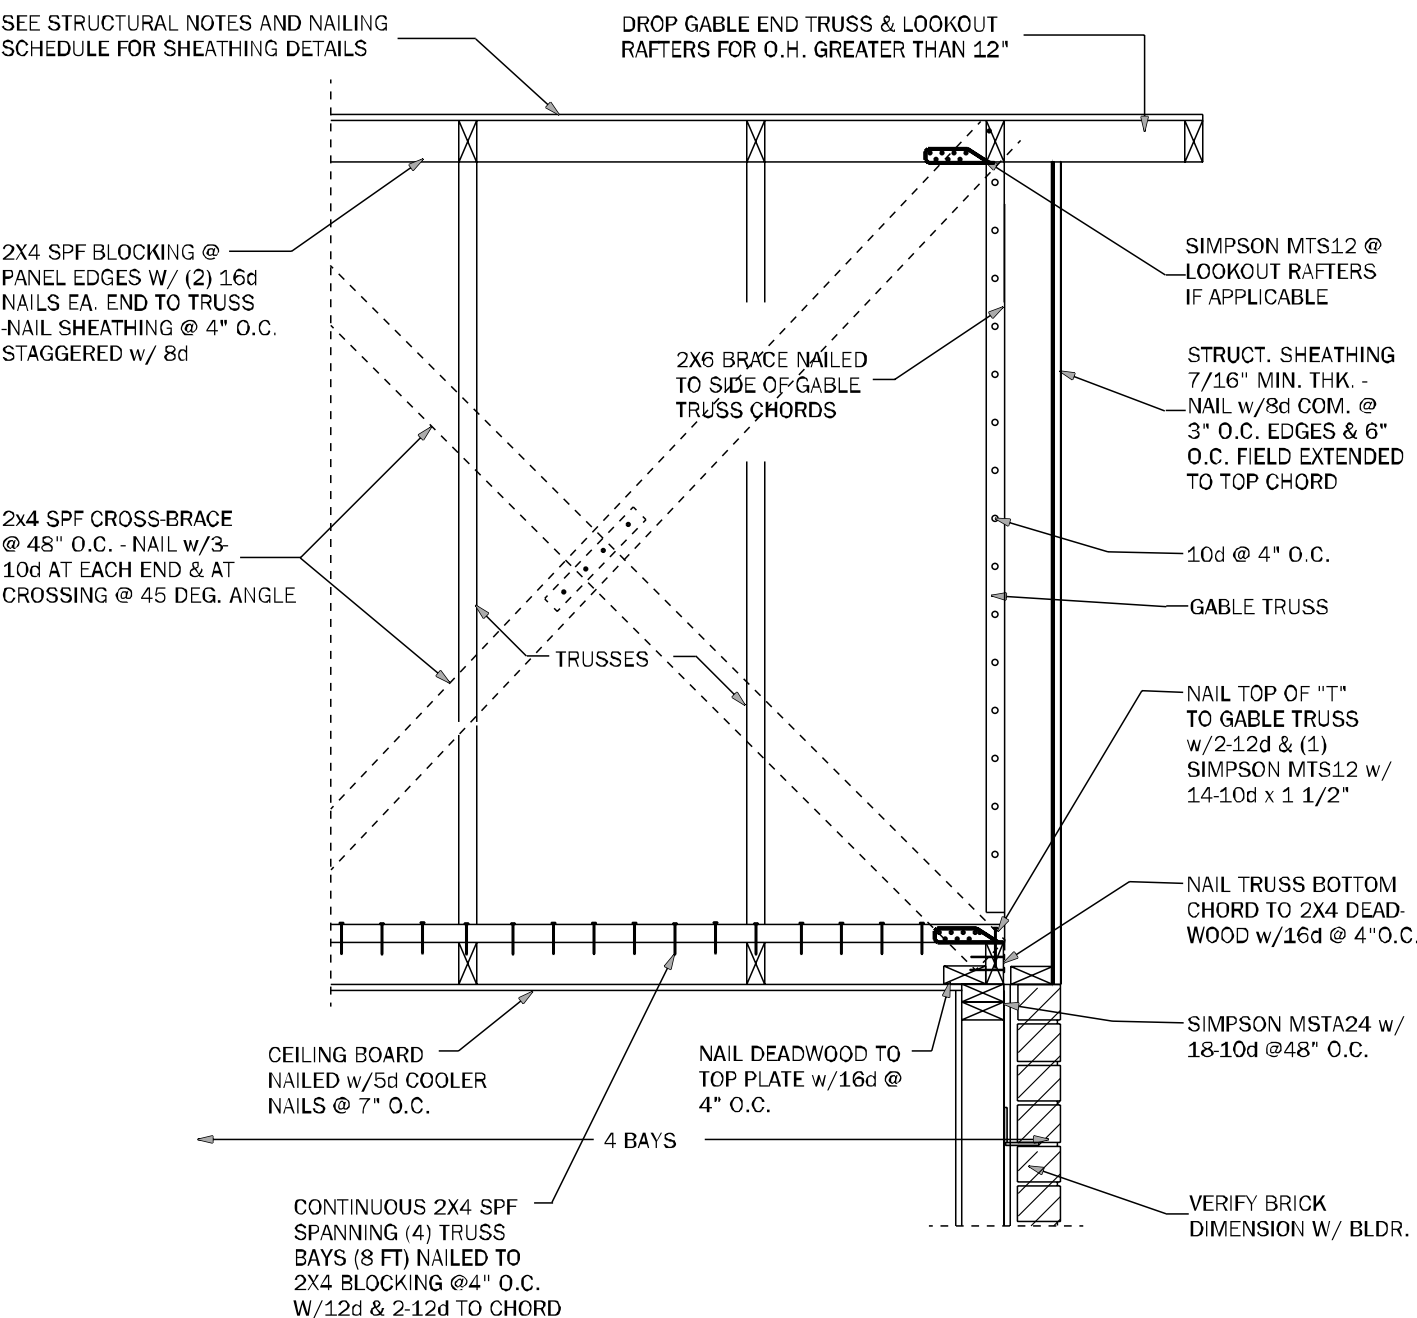 SEE STRUCTURAL NOTES AND NAILING
SCHEDULE FOR SHEATHING DETAILS
DROP GABLE END TRUSS & LOOKOUT
RAFTERS FOR O.H. GREATER THAN 12"
2X4 SPF BLOCKING @
PANEL EDGES W/ (2) 16d
NAILS EA. END TO TRUSS
-NAIL SHEATHING @ 4" O.C.
STAGGERED w/ 8d
SIMPSON MTS12 @
LOOKOUT RAFTERS
IF APPLICABLE
2X6 BRACE NAILED
TO SIDE OF GABLE
TRUSS CHORDS
STRUCT. SHEATHING
7/16" MIN. THK. -
NAIL w/8d COM. @
3" O.C. EDGES & 6"
O.C. FIELD EXTENDED
TO TOP CHORD
2x4 SPF CROSS-BRACE
@ 48" O.C. - NAIL w/3-
10d AT EACH END & AT
CROSSING @ 45 DEG. ANGLE
10d @ 4" O.C.
GABLE TRUSS
TRUSSES
NAIL TOP OF "T"
TO GABLE TRUSS
w/2-12d & (1)
SIMPSON MTS12 w/
14-10d x 1 1/2"
NAIL TRUSS BOTTOM
CHORD TO 2X4 DEAD-
WOOD w/16d @ 4"O.C.
CEILING BOARD
NAILED w/5d COOLER
NAILS @ 7" O.C.
NAIL DEADWOOD TO
TOP PLATE w/16d @
4" O.C.
SIMPSON MSTA24 w/
18-10d @48" O.C.
4 BAYS
CONTINUOUS 2X4 SPF
SPANNING (4) TRUSS
BAYS (8 FT) NAILED TO
2X4 BLOCKING @4" O.C.
W/12d & 2-12d TO CHORD
VERIFY BRICK
DIMENSION W/ BLDR.